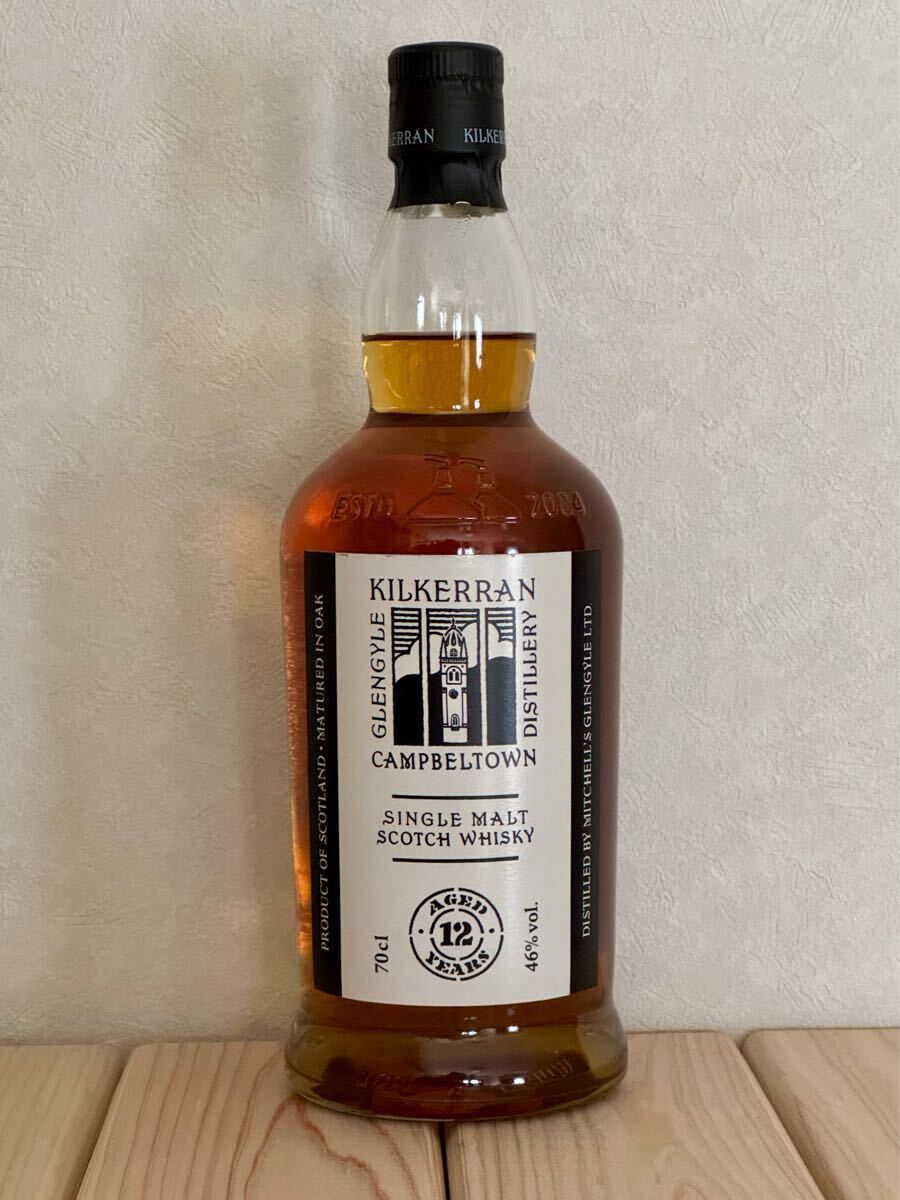 KILKERRAN
ESTD 2004
KILKERRAN
GLENGYLE
DISTILLERY
CAMPBELTOWN
SINGLE MALT
SCOTCH WHISKY
AGED
12
YEARS
70cl
46% vol.
PRODUCT OF SCOTLAND · MATURED IN OAK
DISTILLED BY MITCHELL'S GLENGYLE LTD.